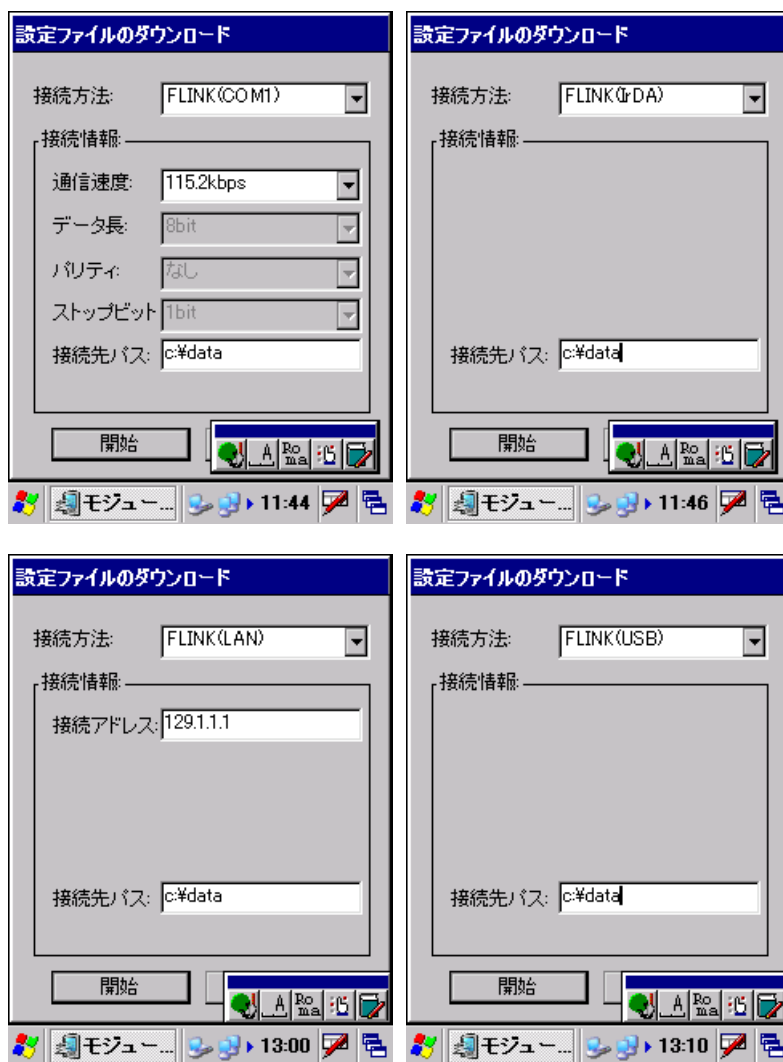 設定ファイルのダウンロード
接続方法: FLINK(COM1)
接続情報:
通信速度: 115.2kbps
データ長: 8bit
パリティ: なし
ストップビット 1bit
接続先パス: c:¥data
開始
A Ro ma
モジュー... 11:44
設定ファイルのダウンロード
接続方法: FLINK(IrDA)
接続情報:
接続先パス: c:¥data
開始
A Ro ma
モジュー... 11:46
設定ファイルのダウンロード
接続方法: FLINK(LAN)
接続情報:
接続アドレス: 129.1.1.1
接続先パス: c:¥data
開始
A Ro ma
モジュー... 13:00
設定ファイルのダウンロード
接続方法: FLINK(USB)
接続情報:
接続先パス: c:¥data
開始
A Ro ma
モジュー... 13:10